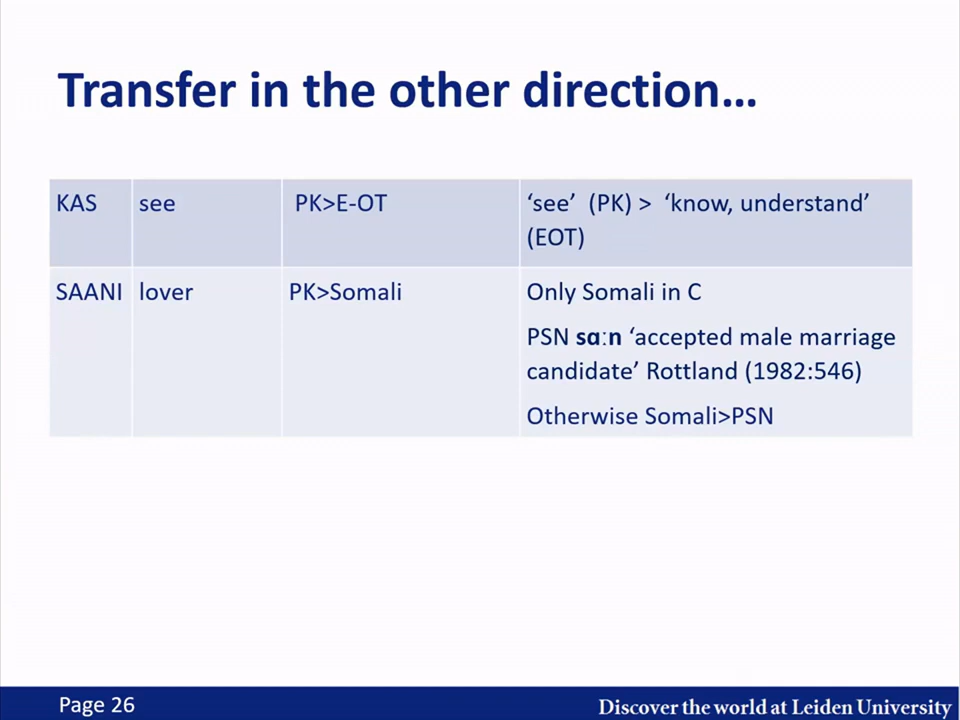 Transfer in the other direction…
KAS see PK>E-OT ‘see’ (PK) > ‘know, understand’
(EOT)
SAANI lover PK>Somali Only Somali in C
PSN sɑːn ‘accepted male marriage
candidate’ Rottland (1982:546)
Otherwise Somali>PSN
Page 26
Discover the world at Leiden University